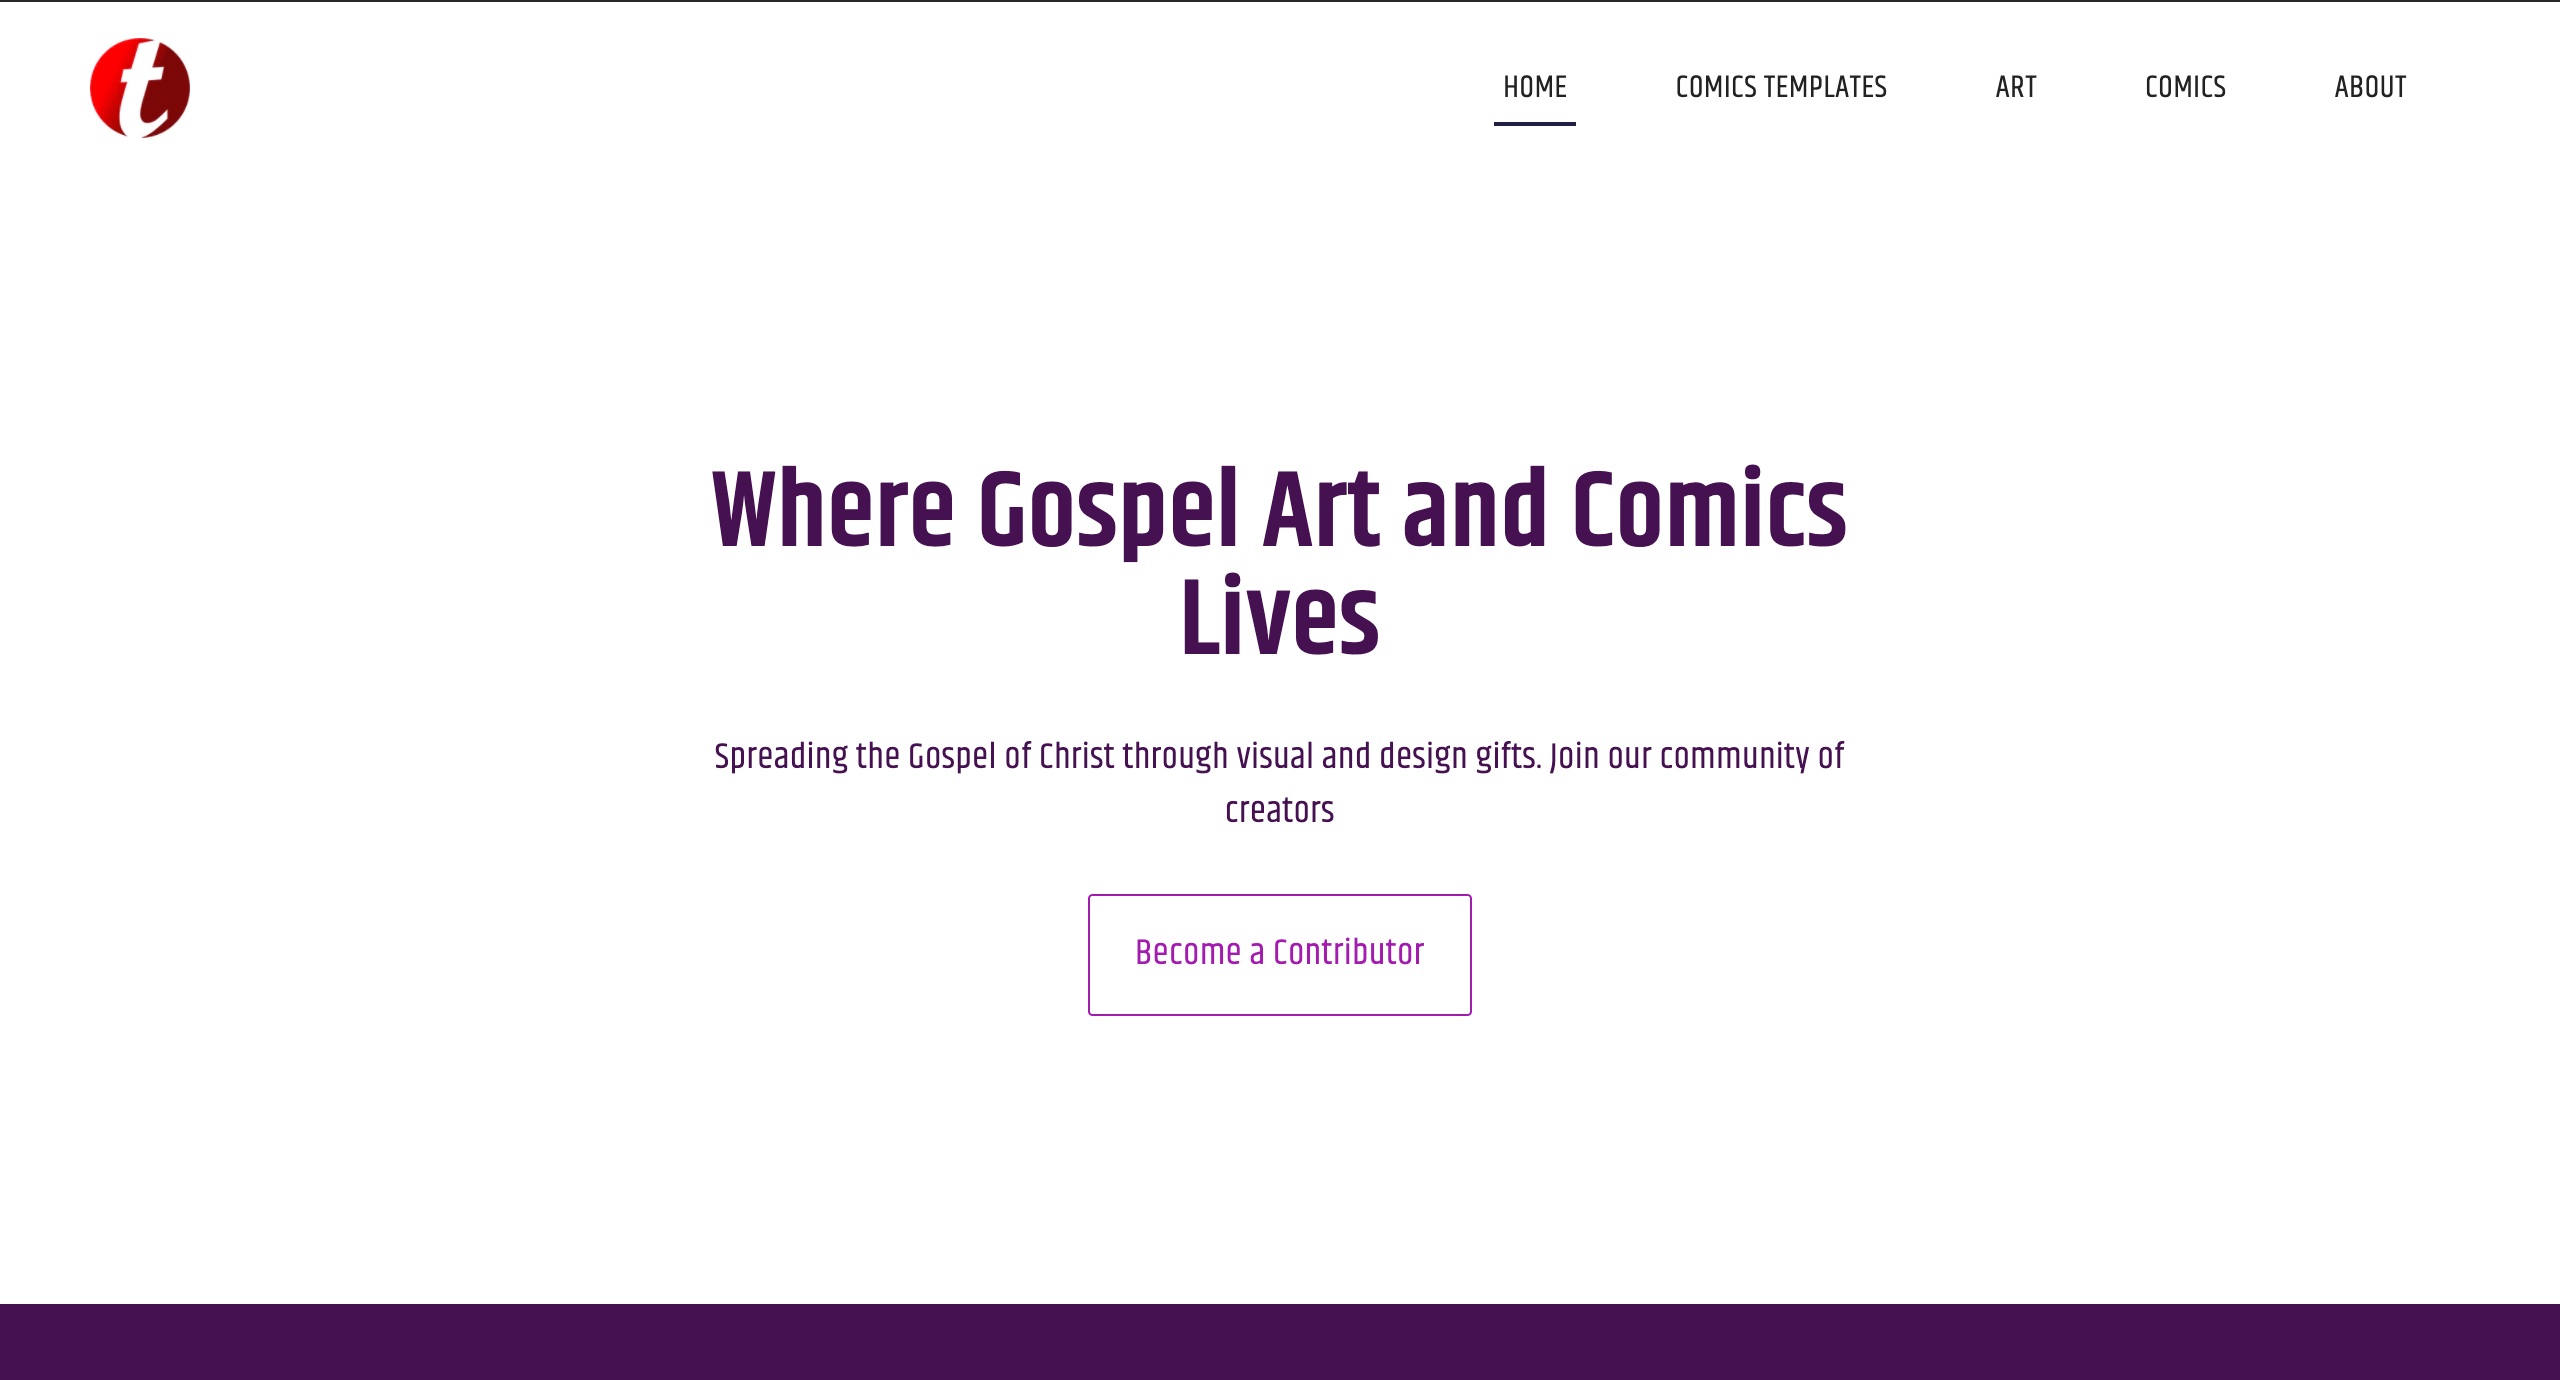 t
HOME
COMICS TEMPLATES
ART
COMICS
ABOUT
Where Gospel Art and Comics
Lives
Spreading the Gospel of Christ through visual and design gifts. Join our community of
creators
Become a Contributor